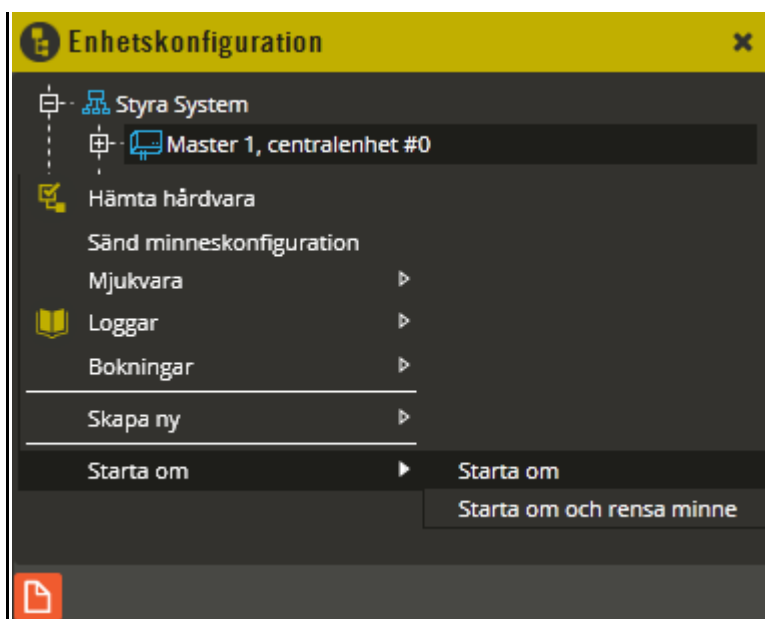 Enhetskonfiguration
Styra System
Master 1, centralenhet #0
Hämta hårdvara
Sänd minneskonfiguration
Mjukvara
Loggar
Bokningar
Skapa ny
Starta om
Starta om
Starta om och rensa minne